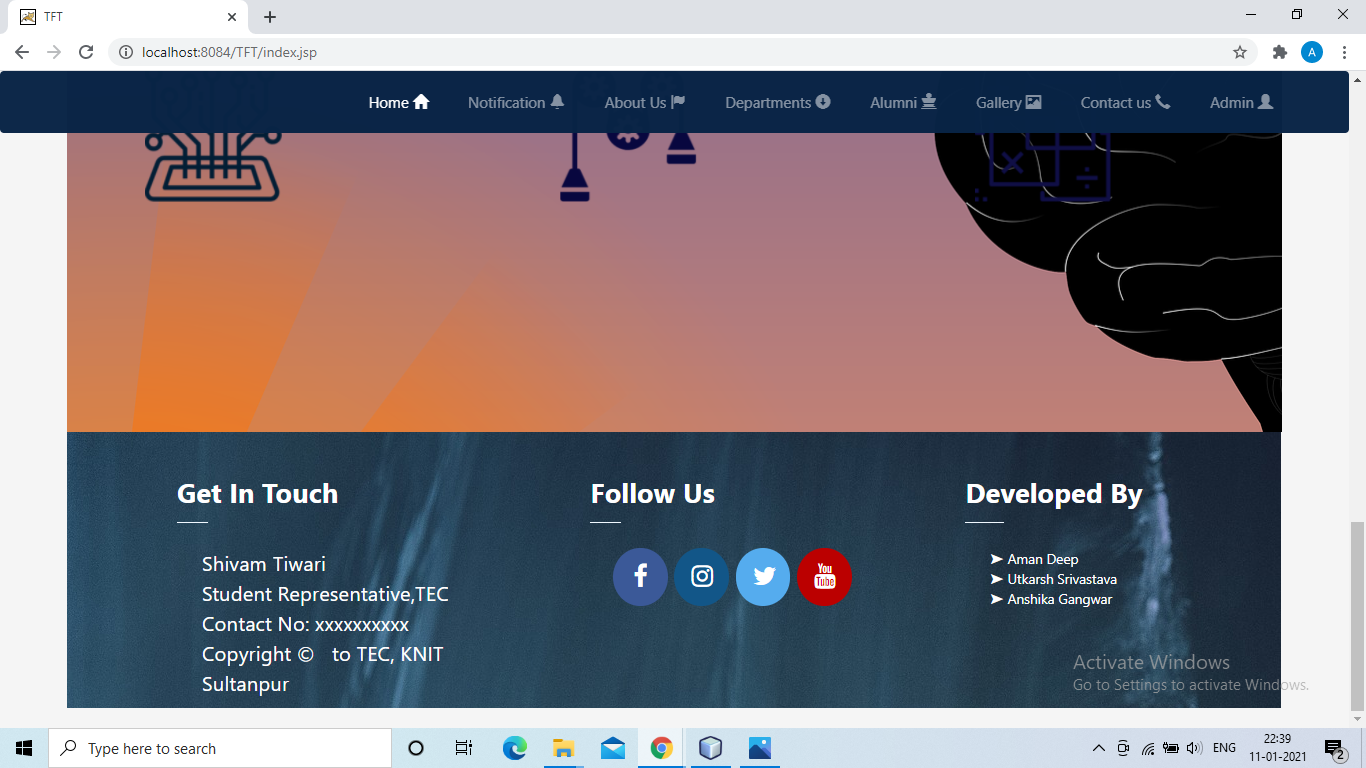 TFT
localhost:8084/TFT/index.jsp
A
Home Notification About Us Departments Alumni Gallery Contact us Admin
Get In Touch
Shivam Tiwari
Student Representative,TEC
Contact No: xxxxxxxxxx
Copyright © to TEC, KNIT
Sultanpur
Follow Us
You
Tube
Developed By
➤ Aman Deep
➤ Utkarsh Srivastava
➤ Anshika Gangwar
Activate Windows
Go to Settings to activate Windows.
Type here to search
ENG
22:39
11-01-2021
2